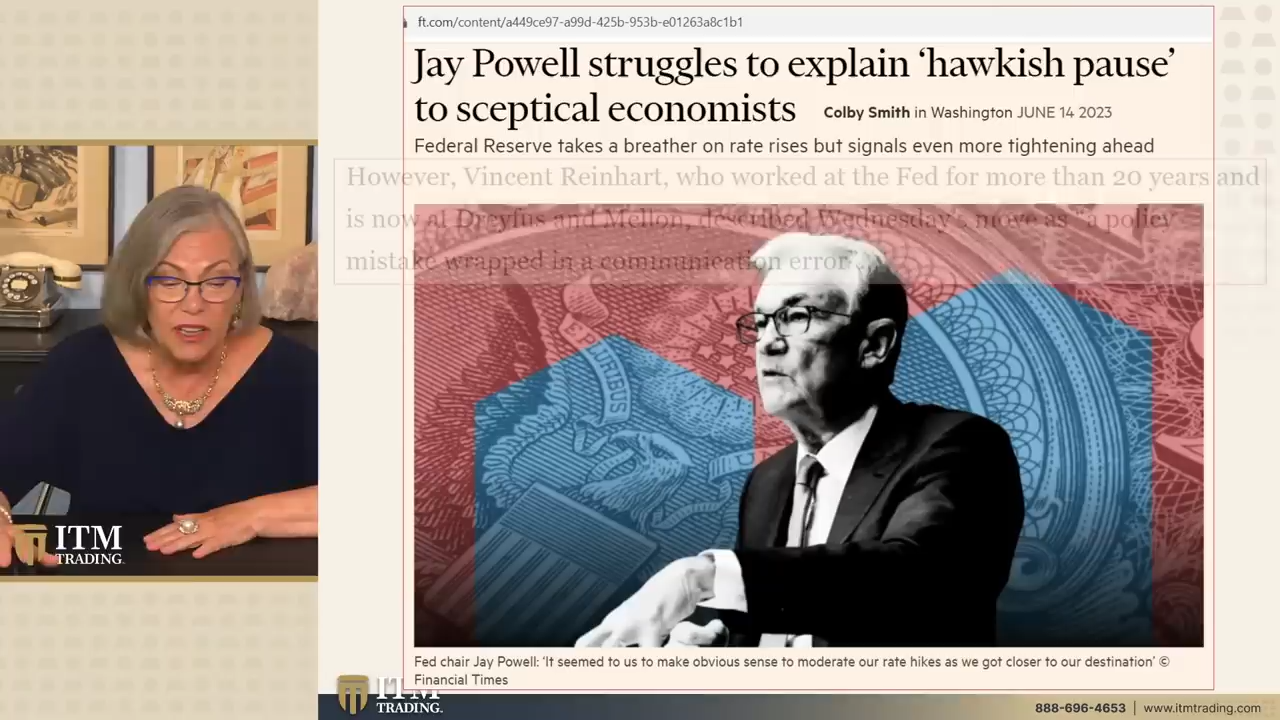 ft.com/content/a449ce97-a99d-425b-953b-e01263a8c1b1
Jay Powell struggles to explain ‘hawkish pause’
to sceptical economists Colby Smith in Washington JUNE 14 2023
Federal Reserve takes a breather on rate rises but signals even more tightening ahead
However, Vincent Reinhart, who worked at the Fed for more than 20 years and
is now at Dreyfus and Mellon, described Wednesday's move as "a policy
mistake wrapped in a communication error"..
URIBUS
Fed chair Jay Powell: ‘It seemed to us to make obvious sense to moderate our rate hikes as we got closer to our destination’ ©
Financial Times
ITM
TRADING.
ITM
TRADING.
888-696-4653 | www.itmtrading.com